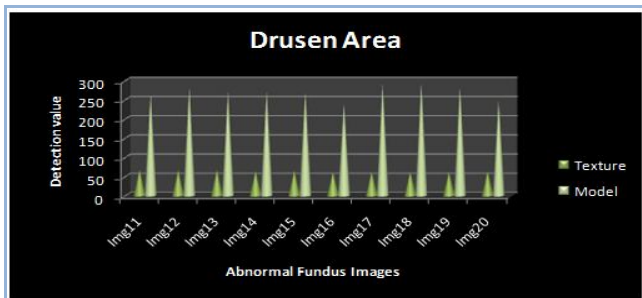 Drusen Area
Detection value
300
250
200
150
100
50
0
Img11
Img12
Img13
Img14
Img15
Img16
Img17
Img18
Img19
Img20
Abnormal Fundus Images
Texture
Model